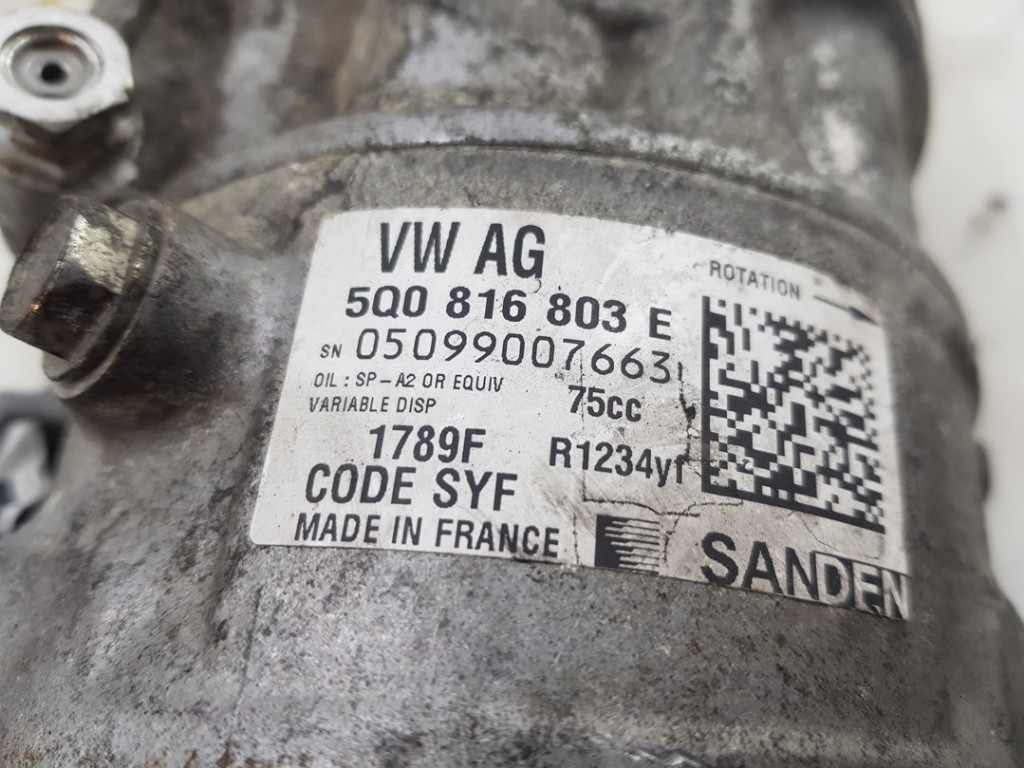 VW AG
ROTATION
5Q0 816 803 E
SN 05099007663
OIL : SP-A2 OR EQUIV 75cc
VARIABLE DISP
1789F R1234yf
CODE SYF
MADE IN FRANCE
SANDEN